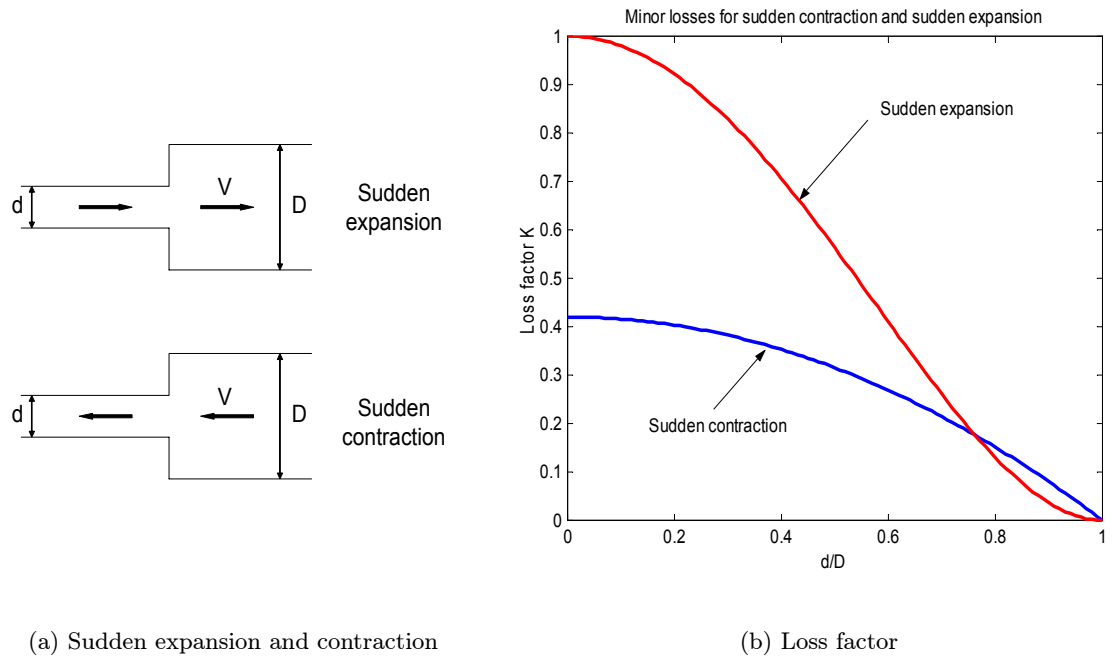 d
V
D
Sudden
expansion
d
V
D
Sudden
contraction
(a) Sudden expansion and contraction
Minor losses for sudden contraction and sudden expansion
1
0.9
0.8
0.7
0.6
0.5
0.4
0.3
0.2
0.1
0
Loss factor K
Sudden expansion
Sudden contraction
0 0.2 0.4 0.6 0.8 1
d/D
(b) Loss factor